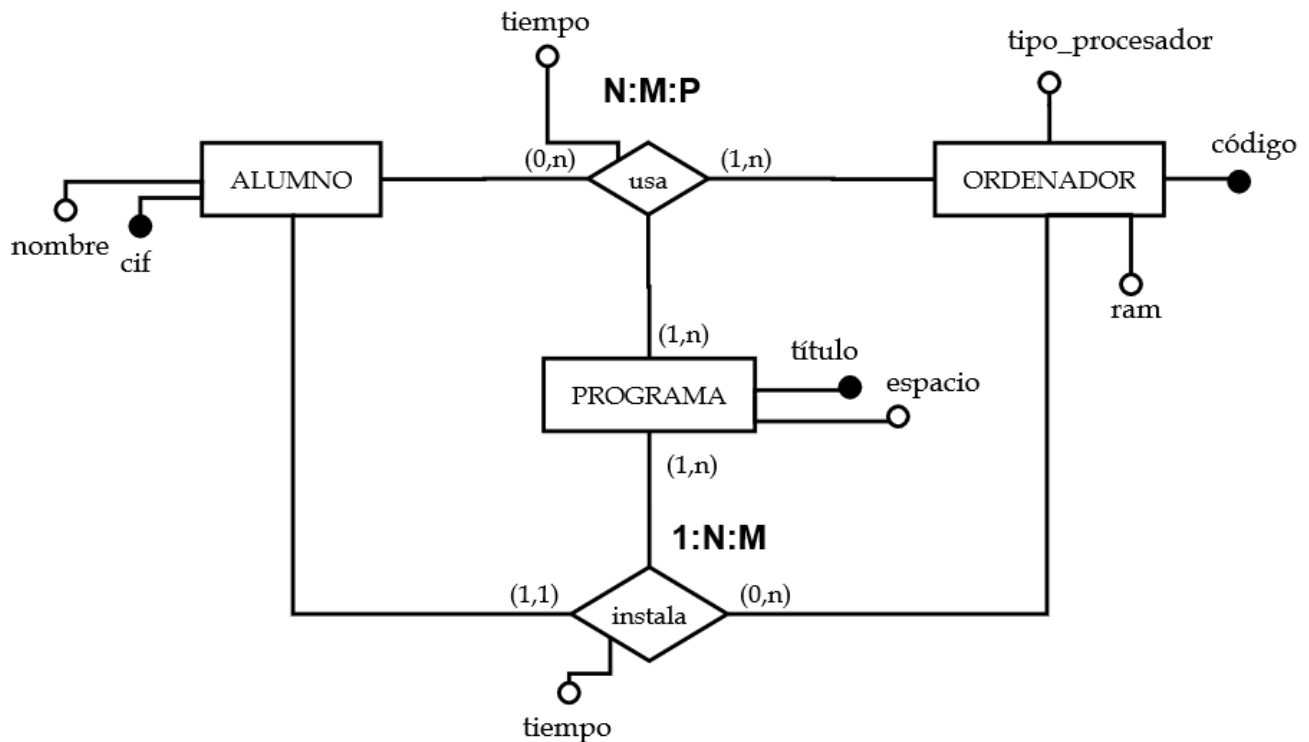 tiempo
tipo_procesador
N:M:P
código
ALUMNO
(0,n)
usa
(1,n)
ORDENADOR
nombre
cif
ram
(1,n)
título
espacio
PROGRAMA
(1,n)
1:N:M
(1,1)
instala
(0,n)
tiempo